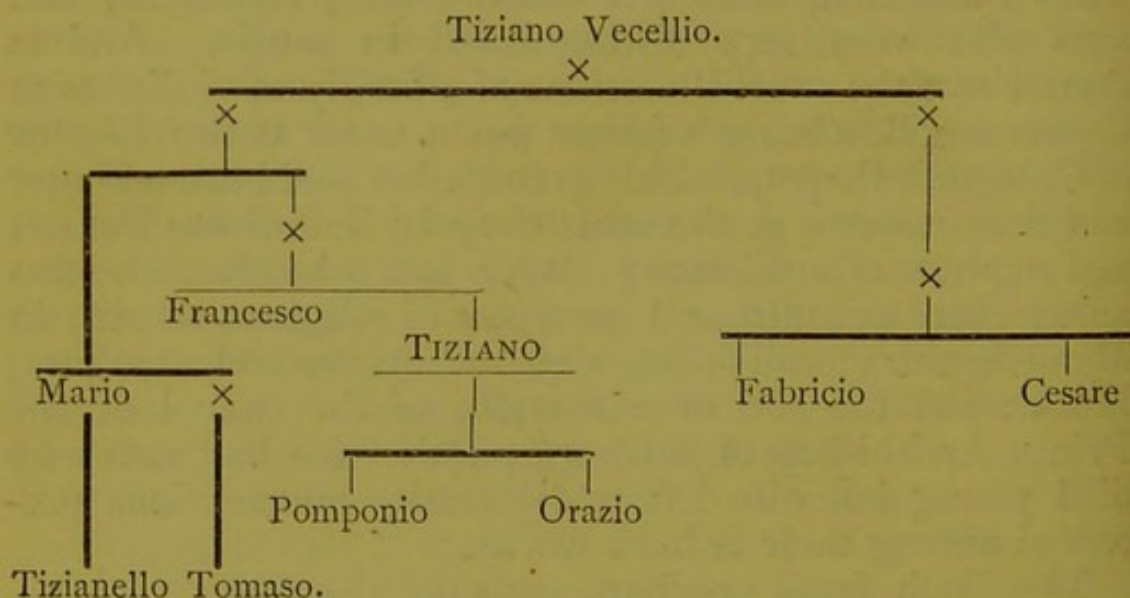 Tiziano Vecellio.
×
× ×
×
×
Francesco
TIZIANO
Mario × Fabricio Cesare
Pomponio Orazio
Tizianello Tomaso.